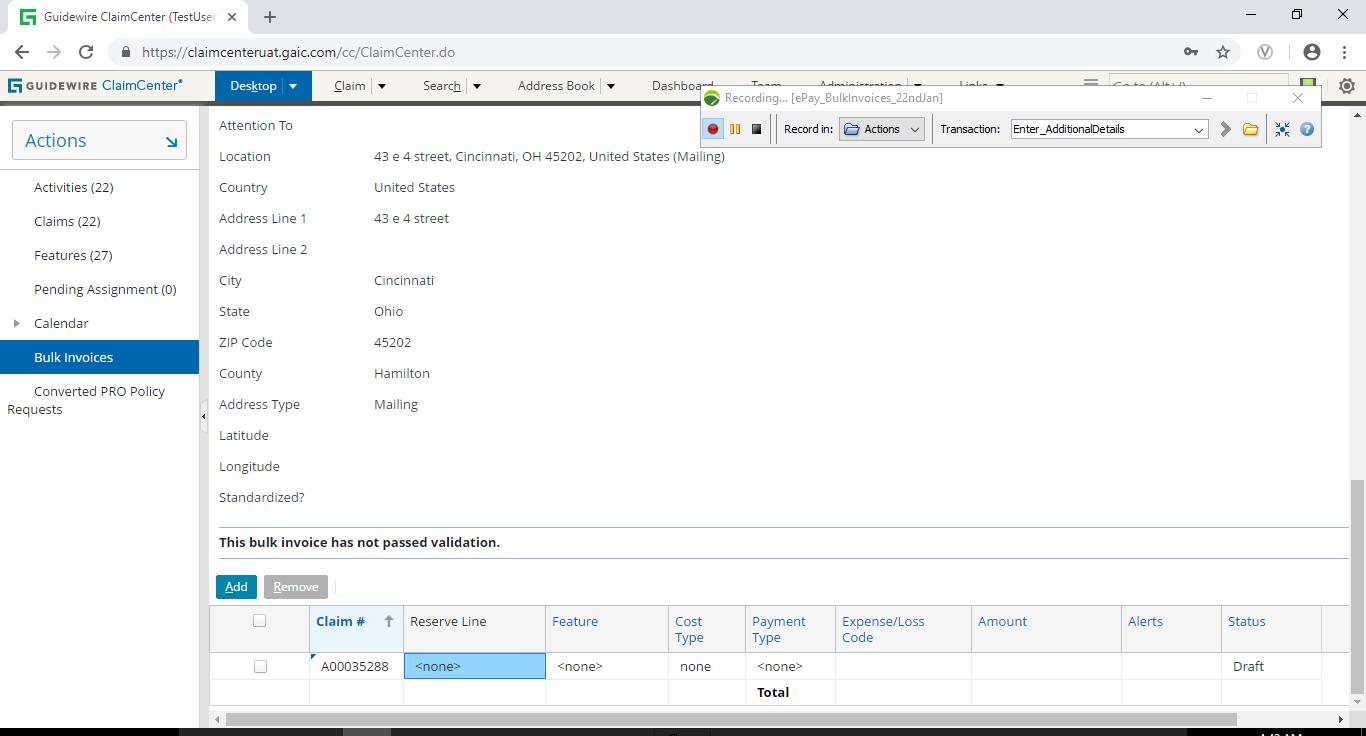 Guidewire ClaimCenter (TestUser
https://claimcenteruat.gaic.com/cc/ClaimCenter.do
GUIDEWIRE ClaimCenter
Desktop Claim Search Address Book Dashboard Team Administration Links Go to (Alt+/)
Recording... [ePay_BulkInvoices_22ndJan]
Record in: Actions Transaction: Enter_AdditionalDetails
Actions
Activities (22)
Claims (22)
Features (27)
Pending Assignment (0)
Calendar
Bulk Invoices
Converted PRO Policy
Requests
Attention To
Location 43 e 4 street, Cincinnati, OH 45202, United States (Mailing)
Country United States
Address Line 1 43 e 4 street
Address Line 2
City Cincinnati
State Ohio
ZIP Code 45202
County Hamilton
Address Type Mailing
Latitude
Longitude
Standardized?
This bulk invoice has not passed validation.
Add Remove
Claim # Reserve Line Feature Cost Type Payment Type Expense/Loss Code Amount Alerts Status
A00035288 <none> <none> none <none> Draft
Total